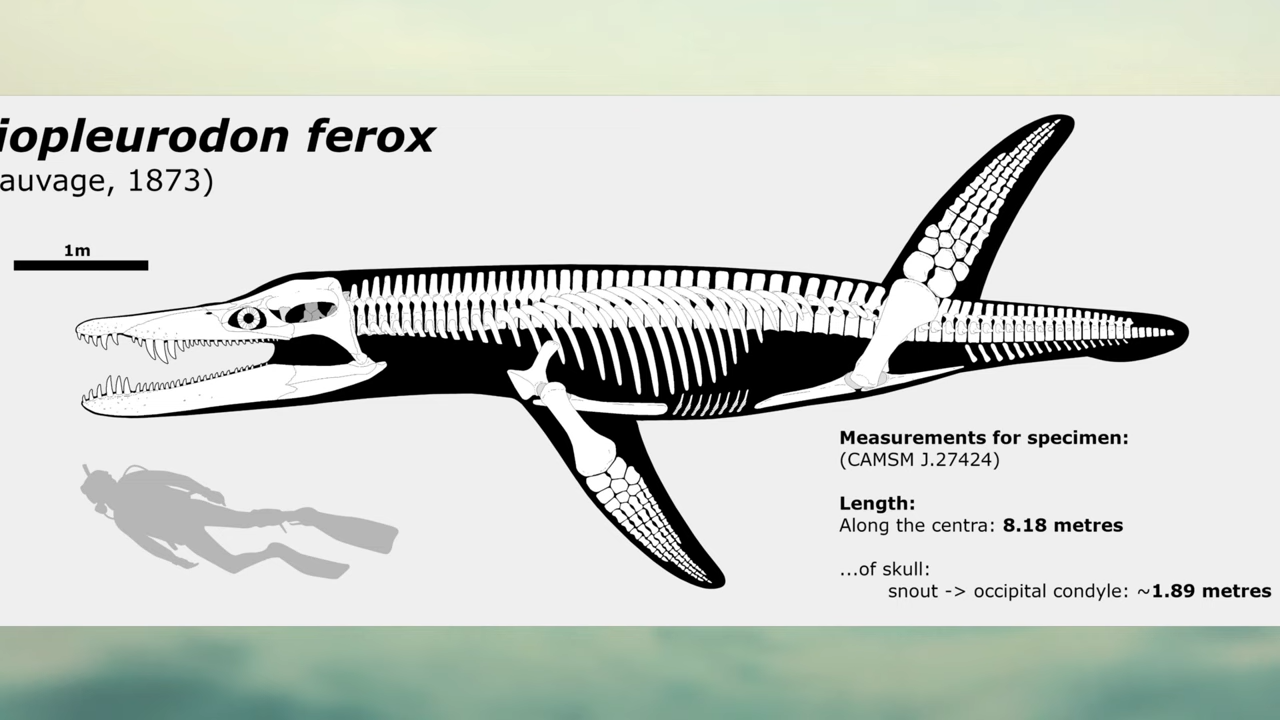 iopleurodon ferox
auvage, 1873)
1m
Measurements for specimen:
(CAMSM J.27424)
Length:
Along the centra: 8.18 metres
...of skull:
snout -> occipital condyle: ~1.89 metres